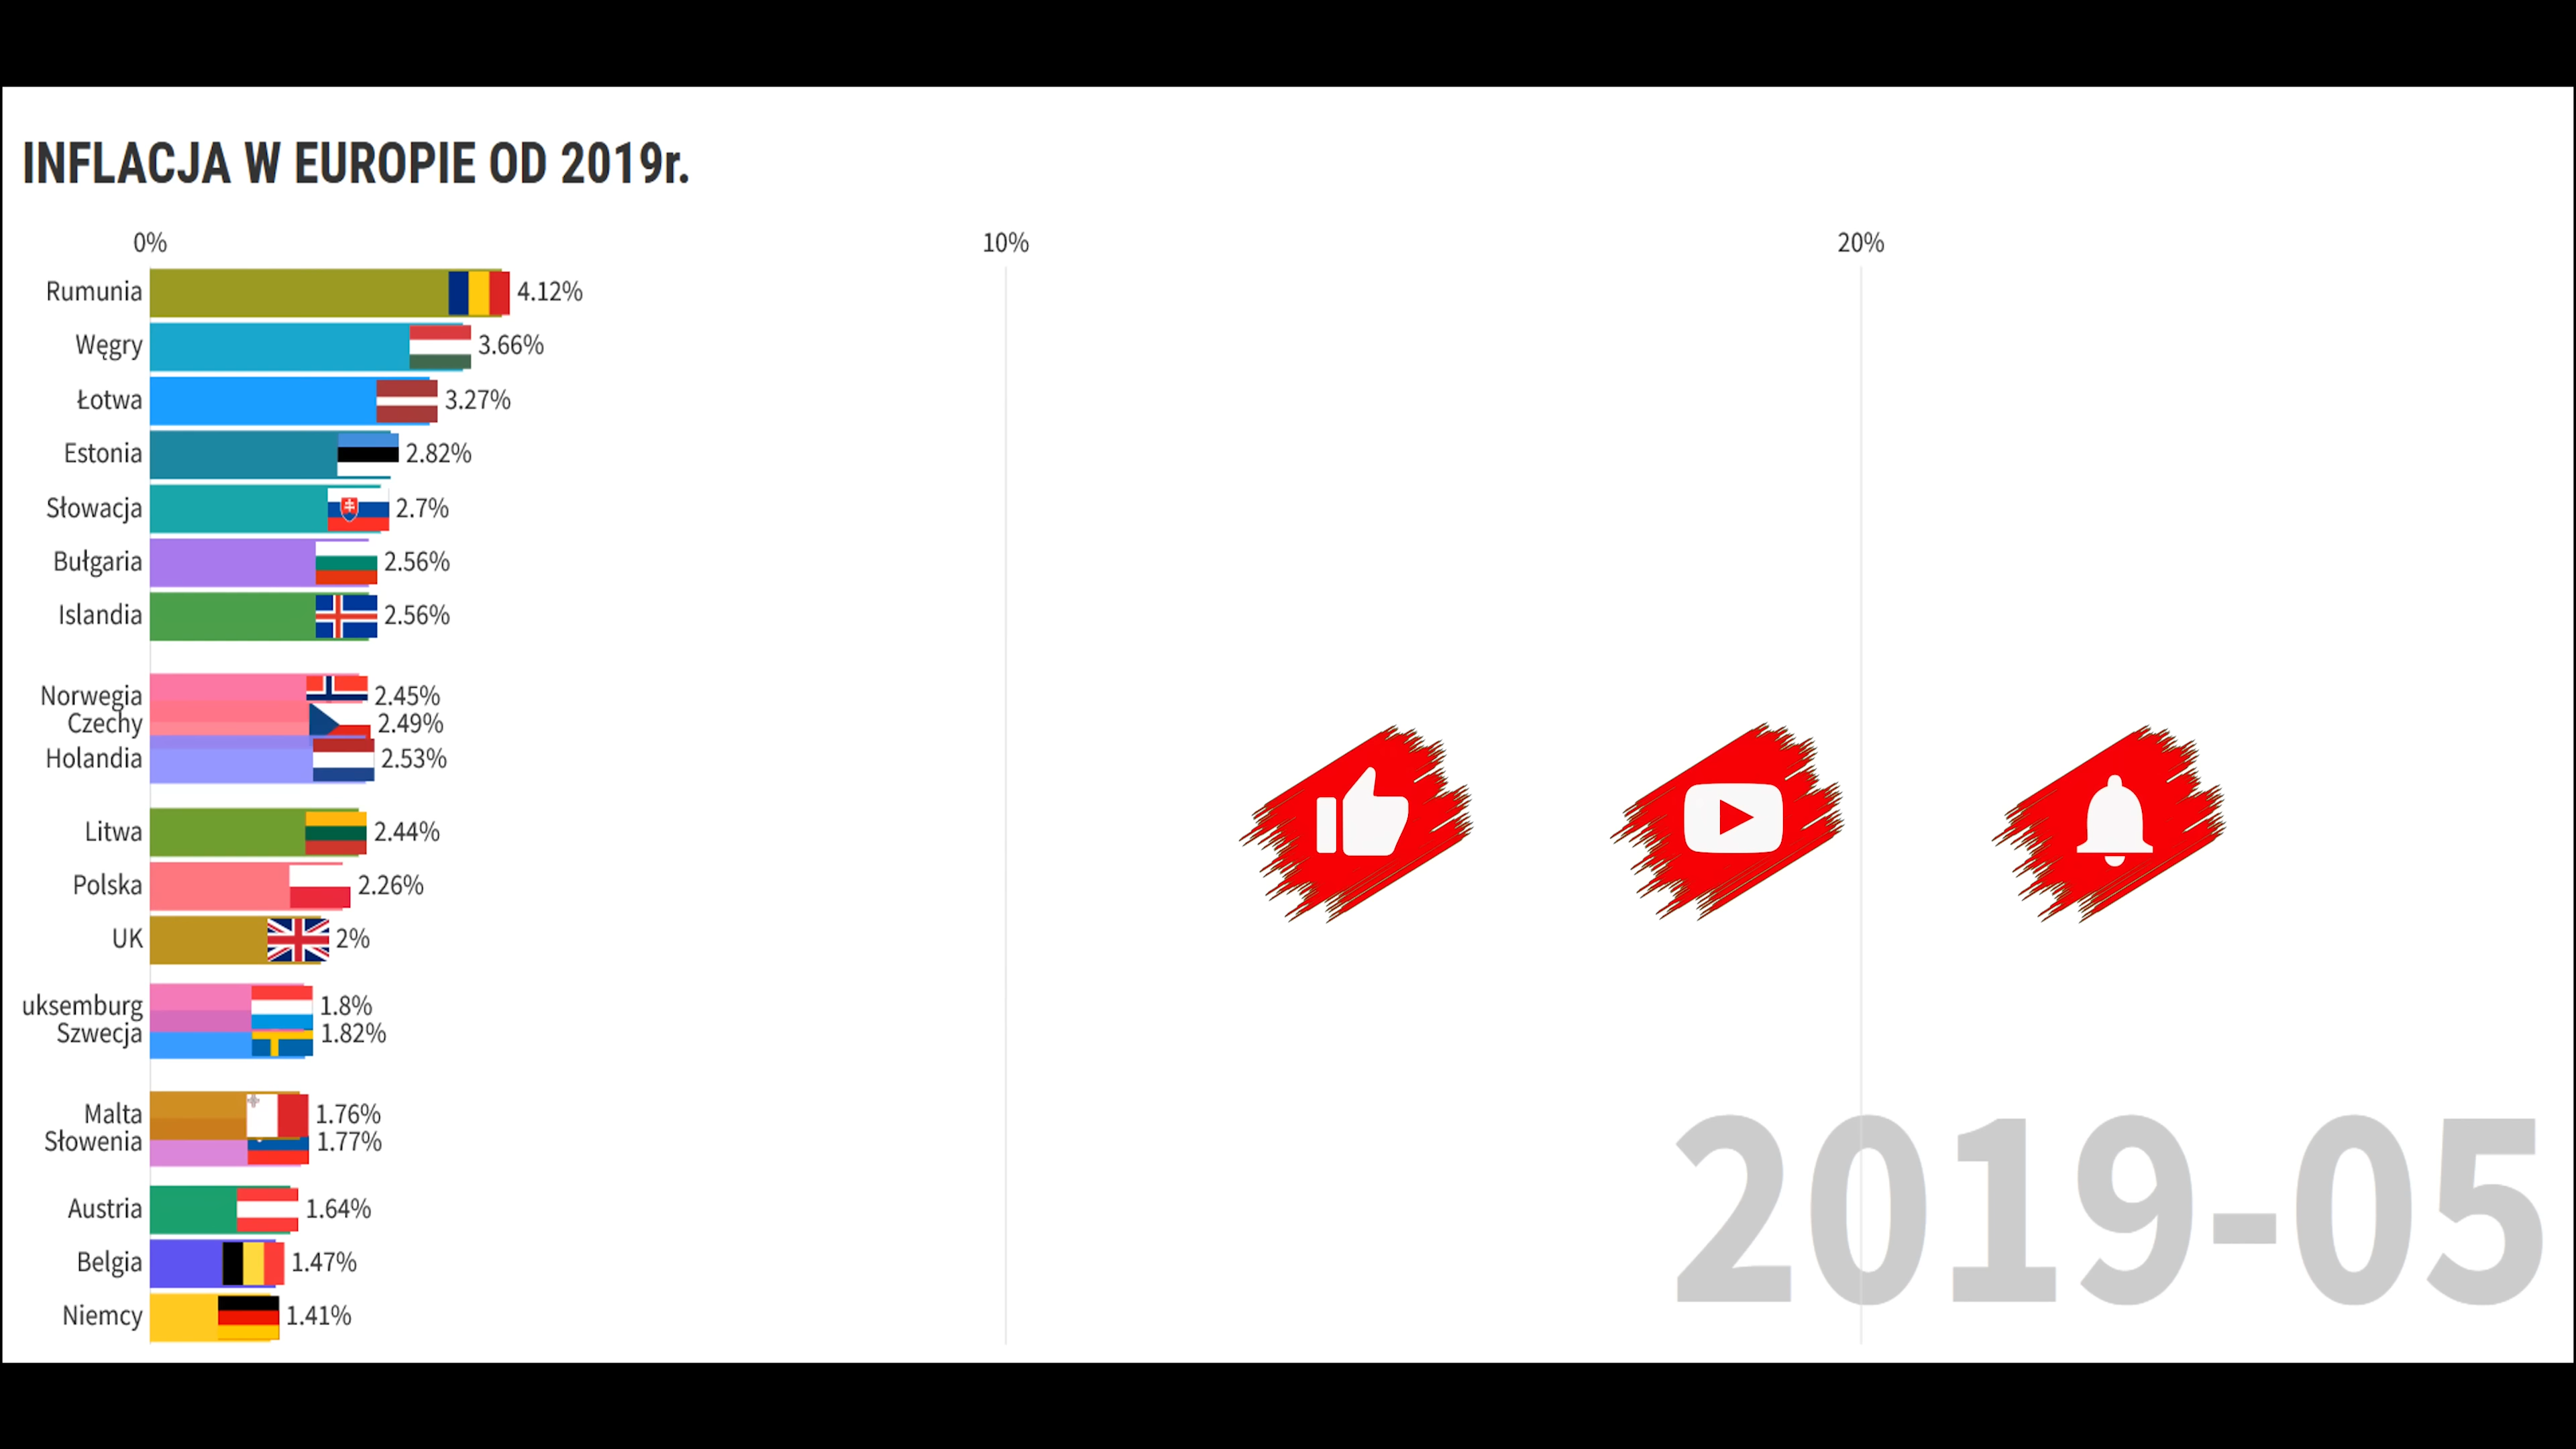 INFLACJA W EUROPIE OD 2019r.
0% 10% 20%
Rumunia 4.12%
Węgry 3.66%
Łotwa 3.27%
Estonia 2.82%
Słowacja 2.7%
Bułgaria 2.56%
Islandia 2.56%
Norwegia 2.45%
Czechy 2.49%
Holandia 2.53%
Litwa 2.44%
Polska 2.26%
UK 2%
uksemburg 1.8%
Szwecja 1.82%
Malta 1.76%
Słowenia 1.77%
Austria 1.64%
Belgia 1.47%
Niemcy 1.41%
2019-05